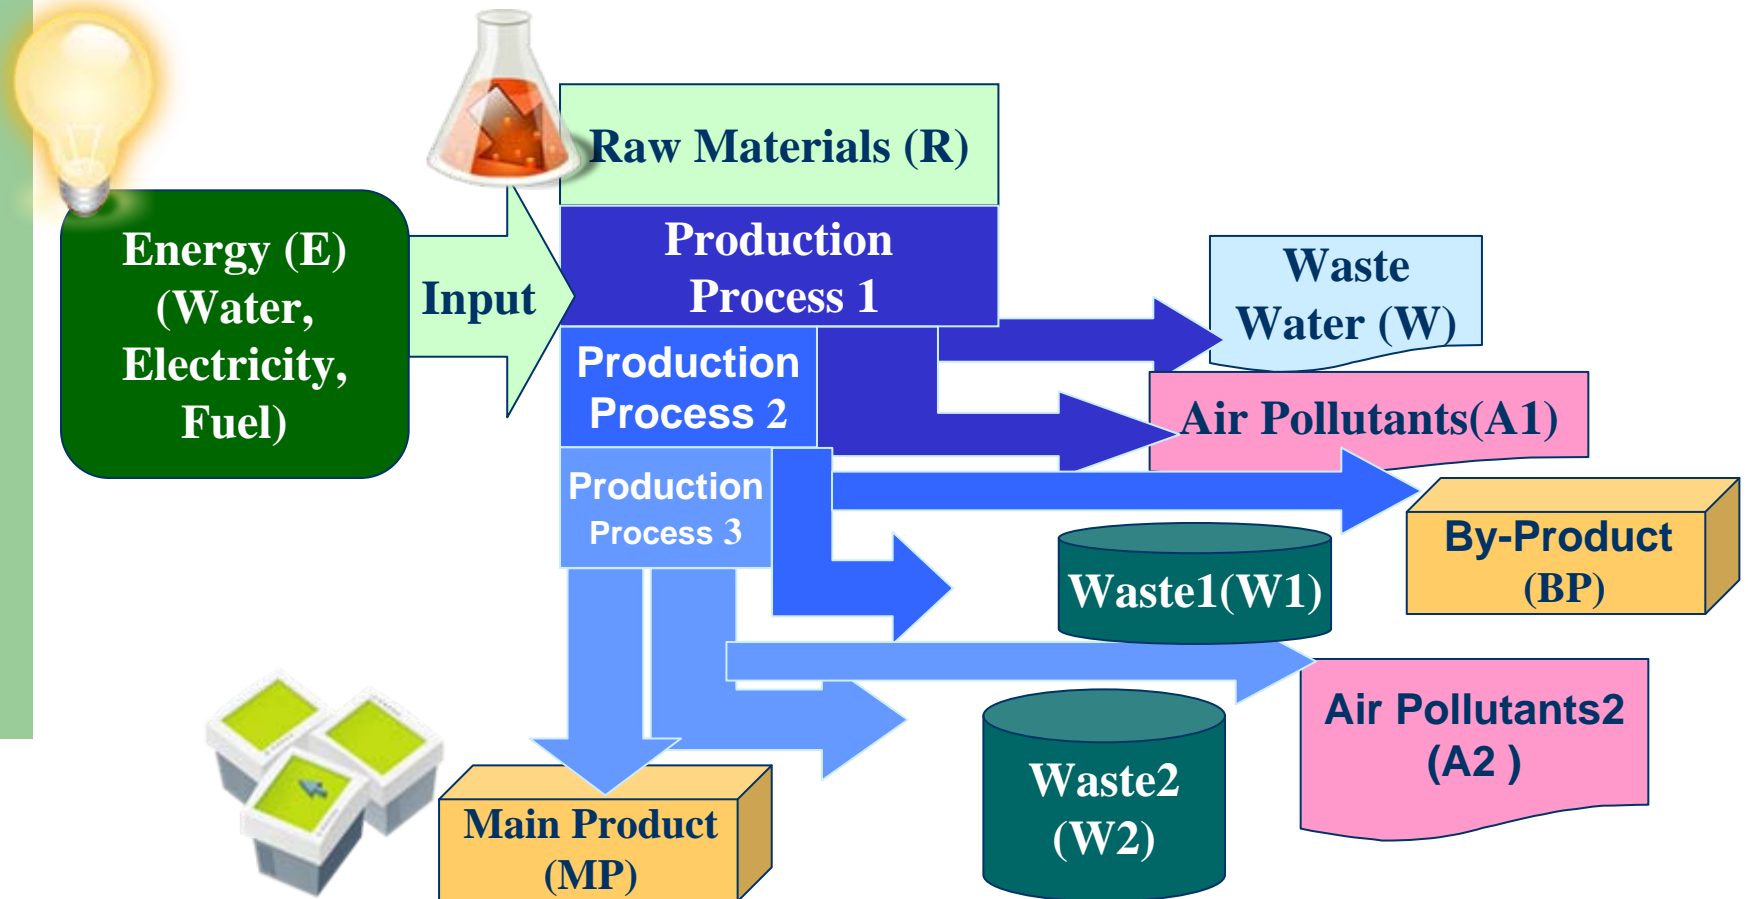 Raw Materials (R)
Energy (E)
(Water,
Electricity,
Fuel)
Input
Production
Process 1
Production
Process 2
Production
Process 3
Waste
Water (W)
Air Pollutants(A1)
By-Product
(BP)
Waste1(W1)
Air Pollutants2
(A2 )
Waste2
(W2)
Main Product
(MP)